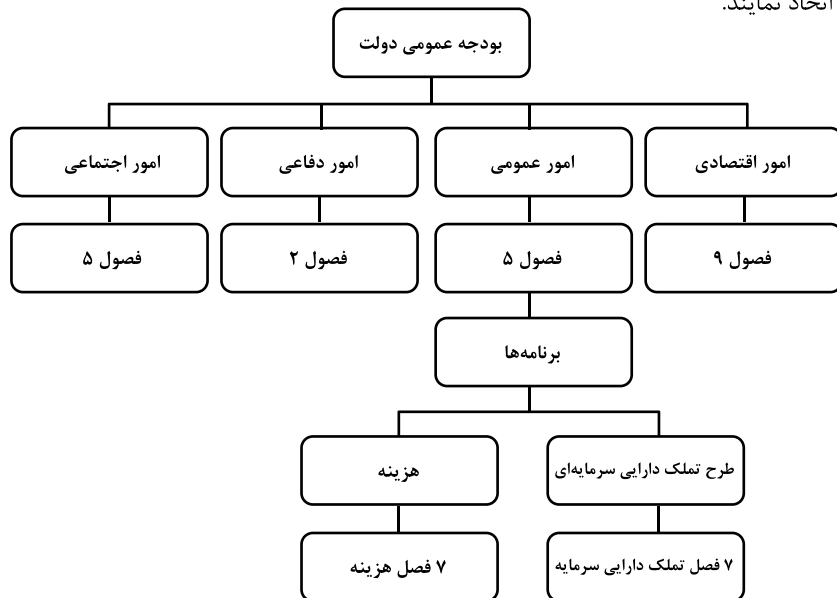 اتخاذ نمایند.
بودجه عمومی دولت
امور اقتصادی
امور عمومی
امور دفاعی
امور اجتماعی
فصول ۹
فصول ۵
فصول ۲
فصول ۵
برنامه‌ها
طرح تملک دارایی سرمایه‌ای
هزینه
۷ فصل تملک دارایی سرمایه
۷ فصل هزینه